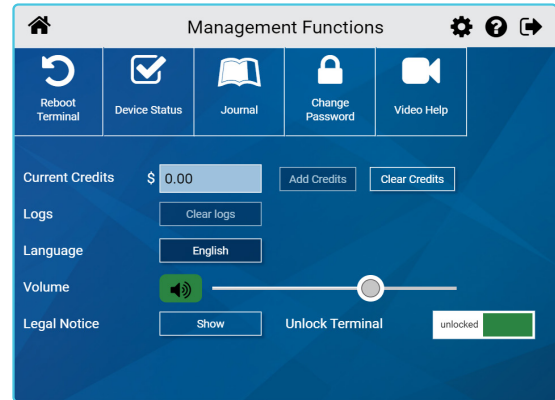 Management Functions
Reboot
Terminal
Device Status
Journal
Change
Password
Video Help
Current Credits $ 0.00 Add Credits Clear Credits
Logs Clear logs
Language English
Volume
Legal Notice Show Unlock Terminal unlocked